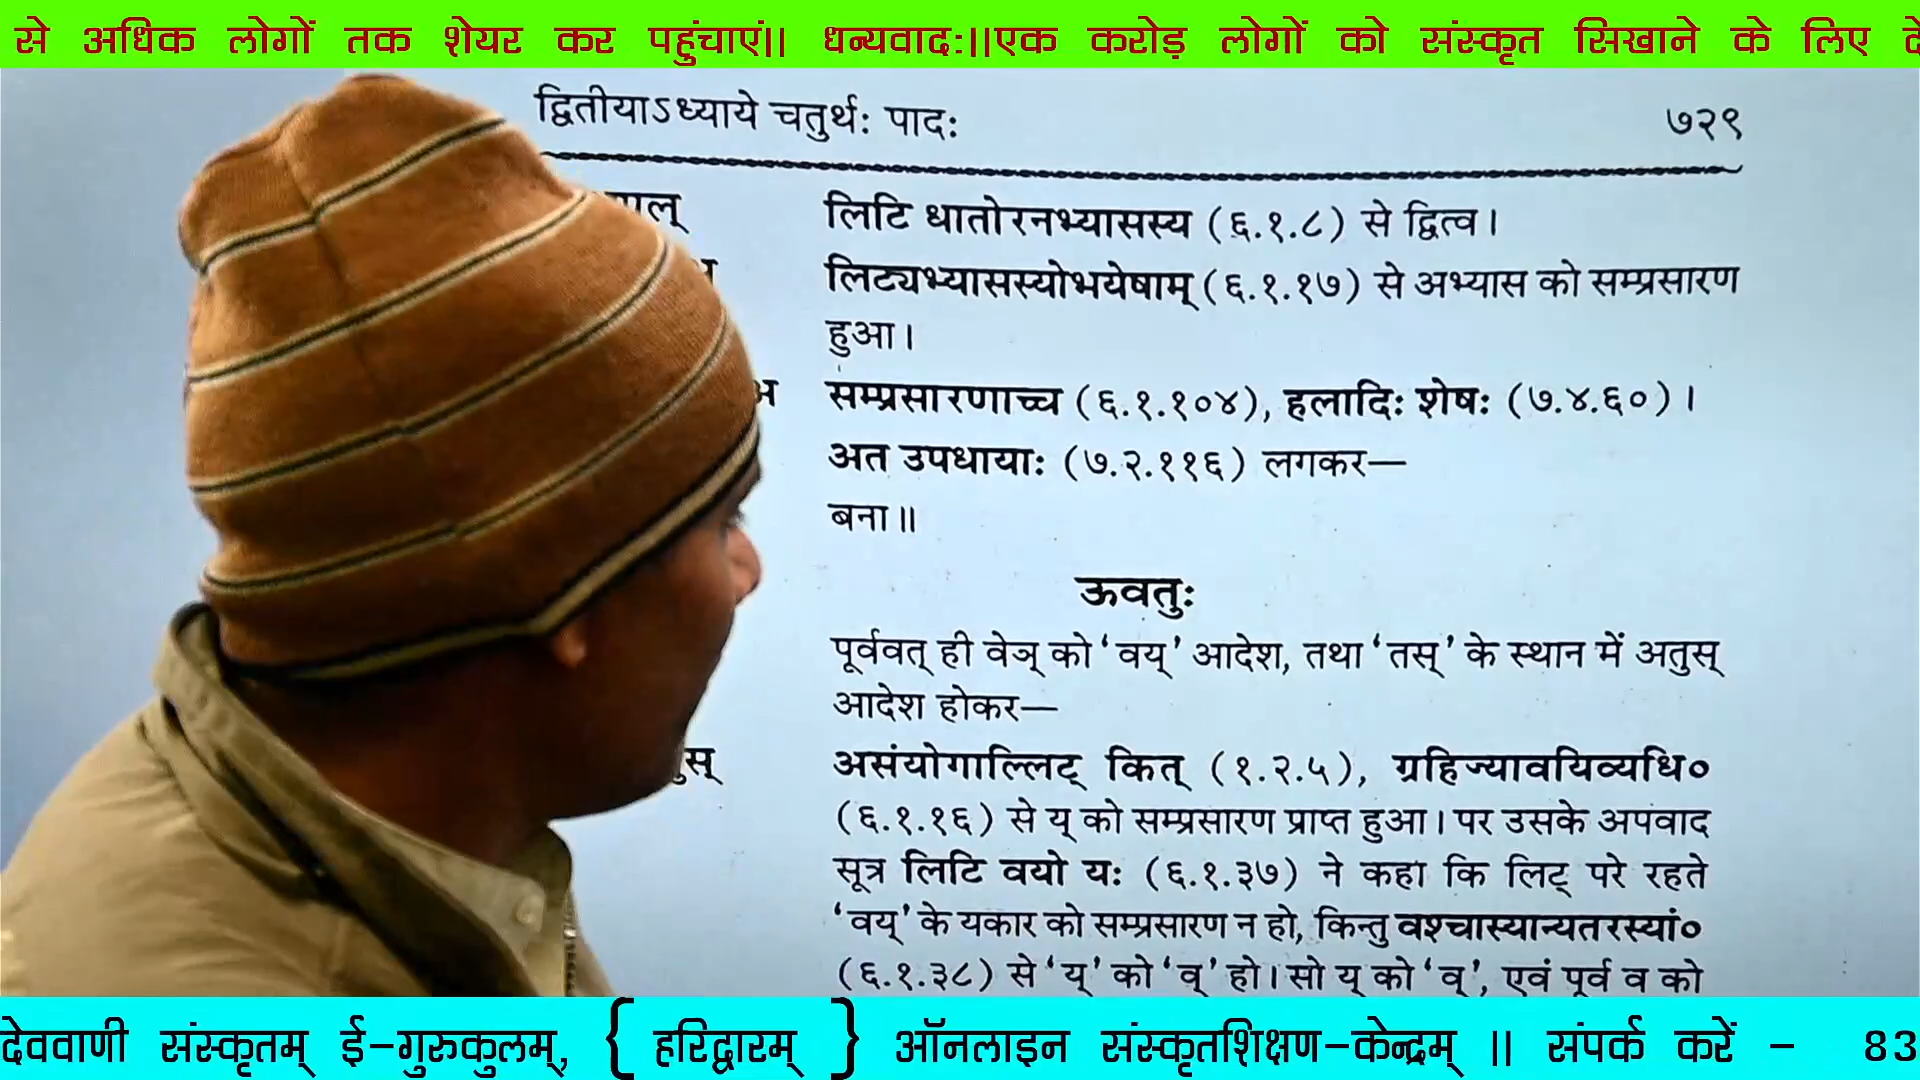 से अधिक लोगों तक शेयर कर पहुंचाएं|| धन्यवादः||एक करोड़ लोगों को संस्कृत सिखाने के लिए
द्वितीयाऽध्याये चतुर्थः पादः ७२९
लिटि धातोरनभ्यासस्य (६.१.८) से द्वित्व।
लिट्यभ्यासस्योभयेषाम् (६.१.१७) से अभ्यास को सम्प्रसारण
हुआ।
सम्प्रसारणाच्च (६.१.१०४), हलादिः शेषः (७.४.६०)।
अत उपधायाः (७.२.११६) लगकर—
बना॥
ऊवतुः
पूर्ववत् ही वेञ् को ‘वय्’ आदेश, तथा ‘तस्’ के स्थान में अतुस्
आदेश होकर—
असंयोगाल्लिट् कित् (१.२.५), ग्रहिज्यावयिव्यधि०
(६.१.१६) से य् को सम्प्रसारण प्राप्त हुआ। पर उसके अपवाद
सूत्र लिटि वयो यः (६.१.३७) ने कहा कि लिट् परे रहते
‘वय्’ के यकार को सम्प्रसारण न हो, किन्तु वश्चास्यान्यतरस्यां०
(६.१.३८) से ‘य्’ को ‘व्’ हो। सो य् को ‘व्’, एवं पूर्व व को
देववाणी संस्कृतम् ई-गुरुकुलम्, { हरिद्वारम् } ऑनलाइन संस्कृतशिक्षण-केन्द्रम् || संपर्क करें - 83